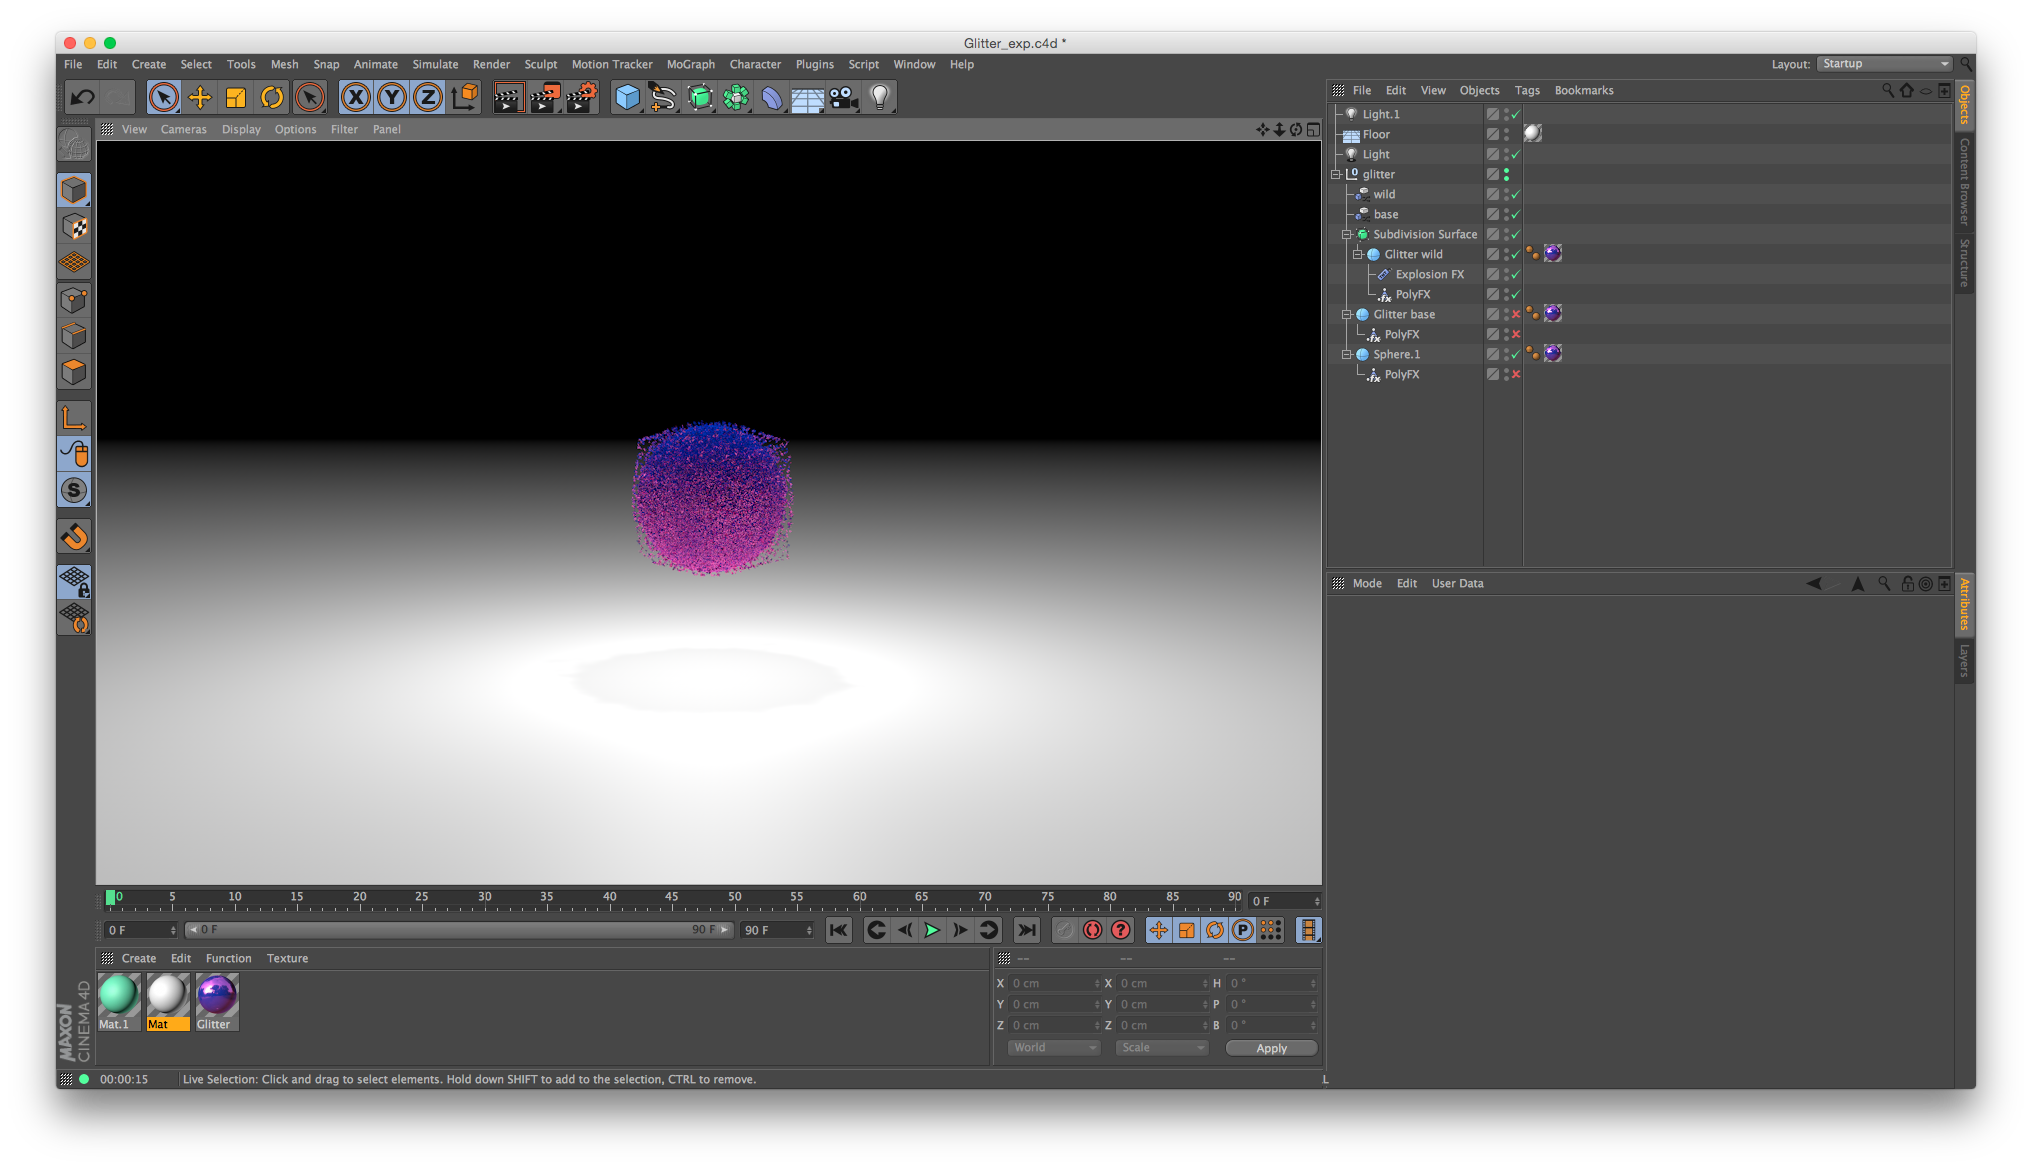 Glitter_exp.c4d *
File Edit Create Select Tools Mesh Snap Animate Simulate Render Sculpt Motion Tracker MoGraph Character Plugins Script Window Help Layout: Startup
X Y Z
View Cameras Display Options Filter Panel
File Edit View Objects Tags Bookmarks
Light.1
Floor
Light
glitter
wild
base
Subdivision Surface
Glitter wild
Explosion FX
PolyFX
Glitter base
PolyFX
Sphere.1
PolyFX
Objects
Content Browser
Structure
Mode Edit User Data
Attributes
Layers
S
0 5 10 15 20 25 30 35 40 45 50 55 60 65 70 75 80 85 90 0 F
0 F 0 F 90 F 90 F ? P
Create Edit Function Texture
Mat.1 Mat Glitter
-- -- --
X 0 cm X 0 cm H 0 °
Y 0 cm Y 0 cm P 0 °
Z 0 cm Z 0 cm B 0 °
World Scale Apply
MAXON
CINEMA 4D
00:00:15 Live Selection: Click and drag to select elements. Hold down SHIFT to add to the selection, CTRL to remove.
L